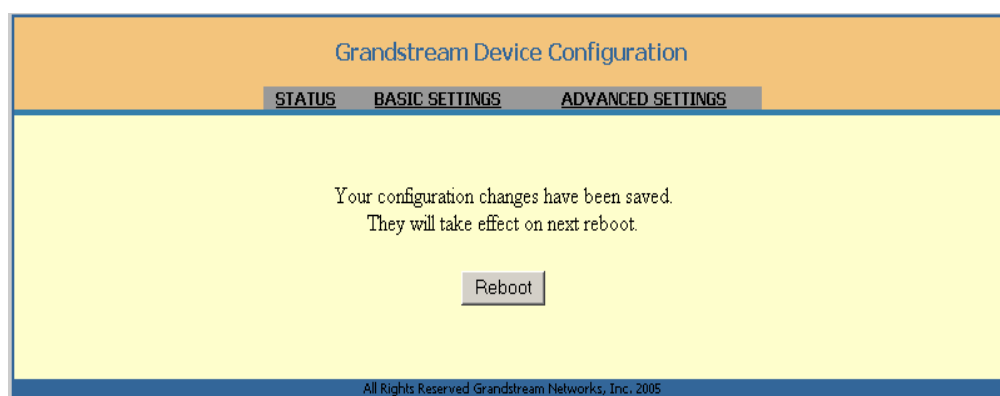 Grandstream Device Configuration
STATUS BASIC SETTINGS ADVANCED SETTINGS
Your configuration changes have been saved.
They will take effect on next reboot.
Reboot
All Rights Reserved Grandstream Networks, Inc. 2005